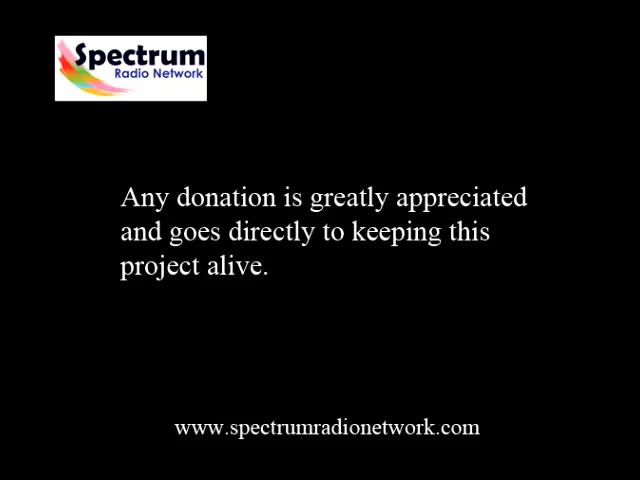 Spectrum
Radio Network
Any donation is greatly appreciated
and goes directly to keeping this
project alive.
www.spectrumradionetwork.com